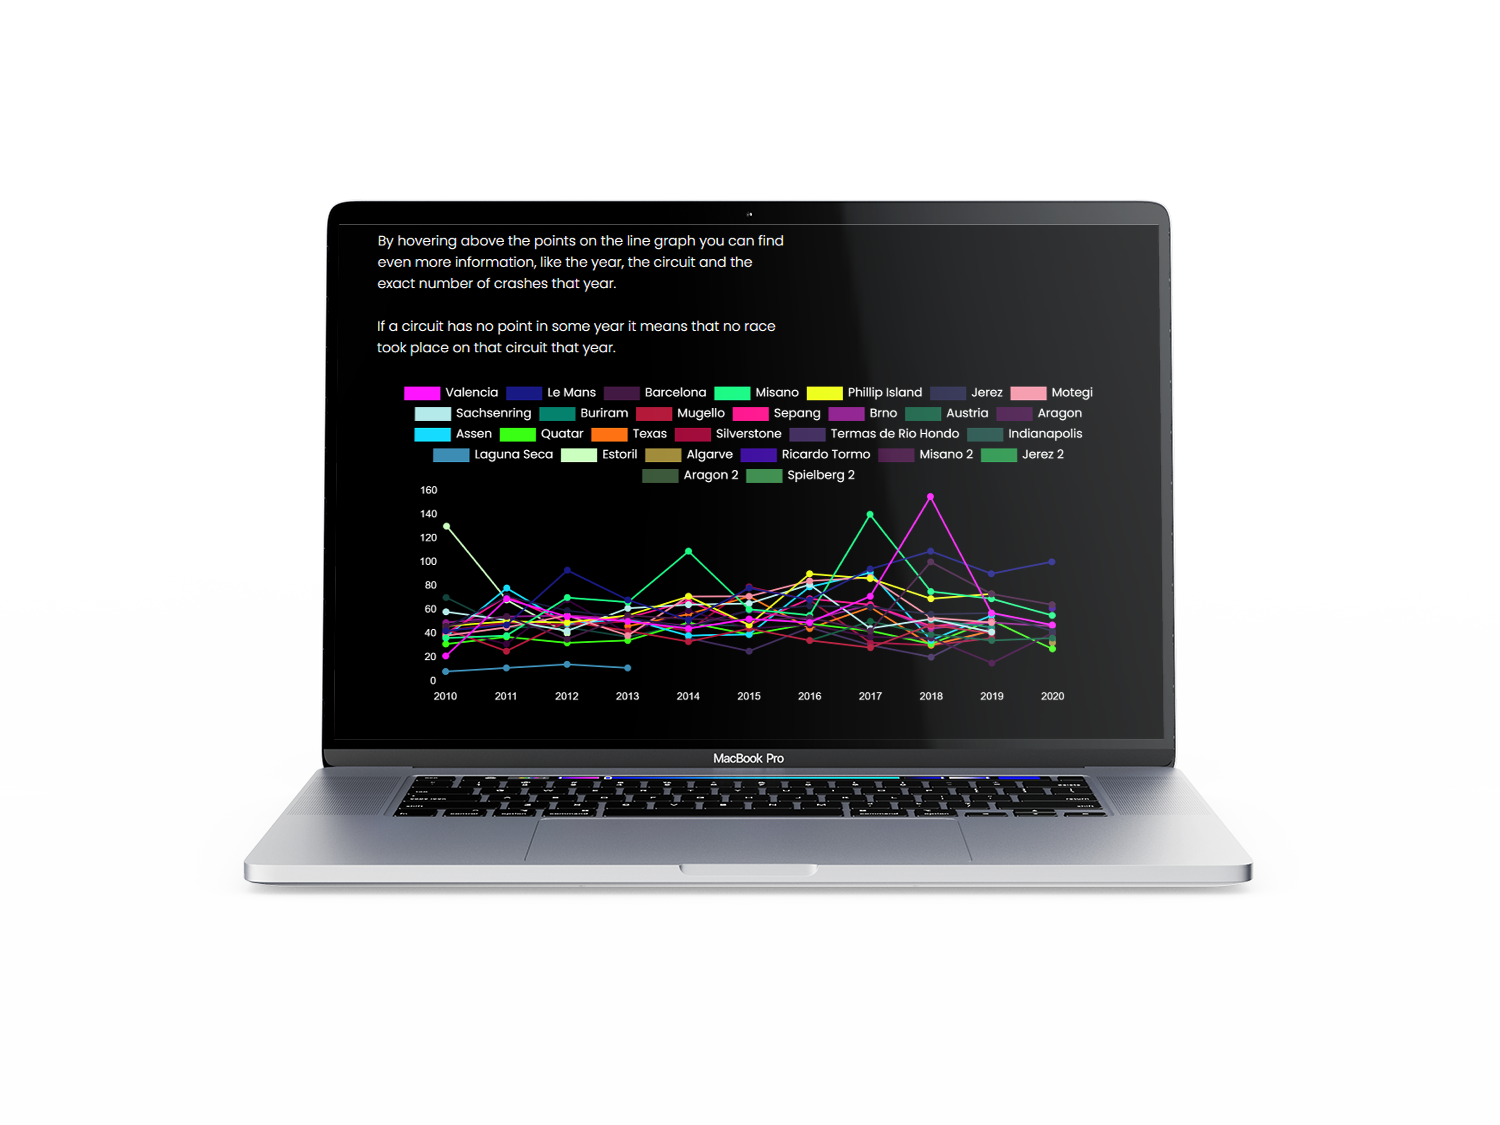 By hovering above the points on the line graph you can find
even more information, like the year, the circuit and the
exact number of crashes that year.
If a circuit has no point in some year it means that no race
took place on that circuit that year.
Valencia Le Mans Barcelona Misano Phillip Island Jerez Motegi
Sachsenring Buriram Mugello Sepang Brno Austria Aragon
Assen Quatar Texas Silverstone Termas de Rio Hondo Indianapolis
Laguna Seca Estoril Algarve Ricardo Tormo Misano 2 Jerez 2
Aragon 2 Spielberg 2
160
140
120
100
80
60
40
20
0
2010 2011 2012 2013 2014 2015 2016 2017 2018 2019 2020
MacBook Pro